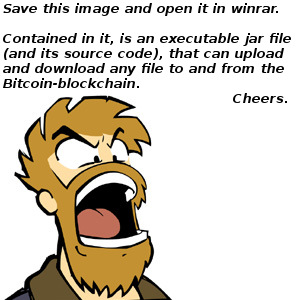 Save this image and open it in winrar.
Contained in it, is an executable jar file
(and its source code), that can upload
and download any file to and from the
Bitcoin-blockchain.
Cheers.